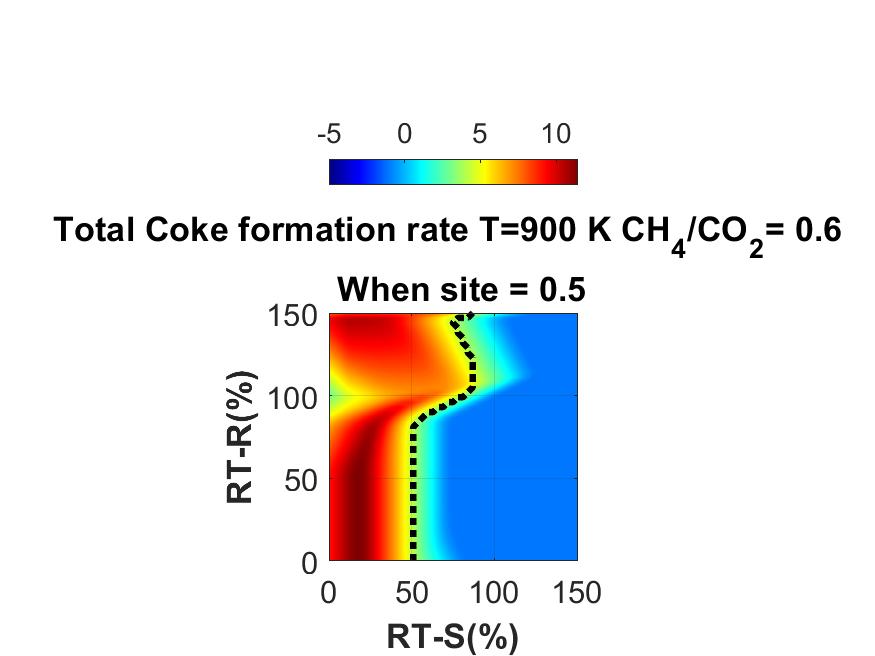 -5 0 5 10
Total Coke formation rate T=900 K CH4/CO2= 0.6
When site = 0.5
150
100
50
0
RT-R(%)
0 50 100 150
RT-S(%)